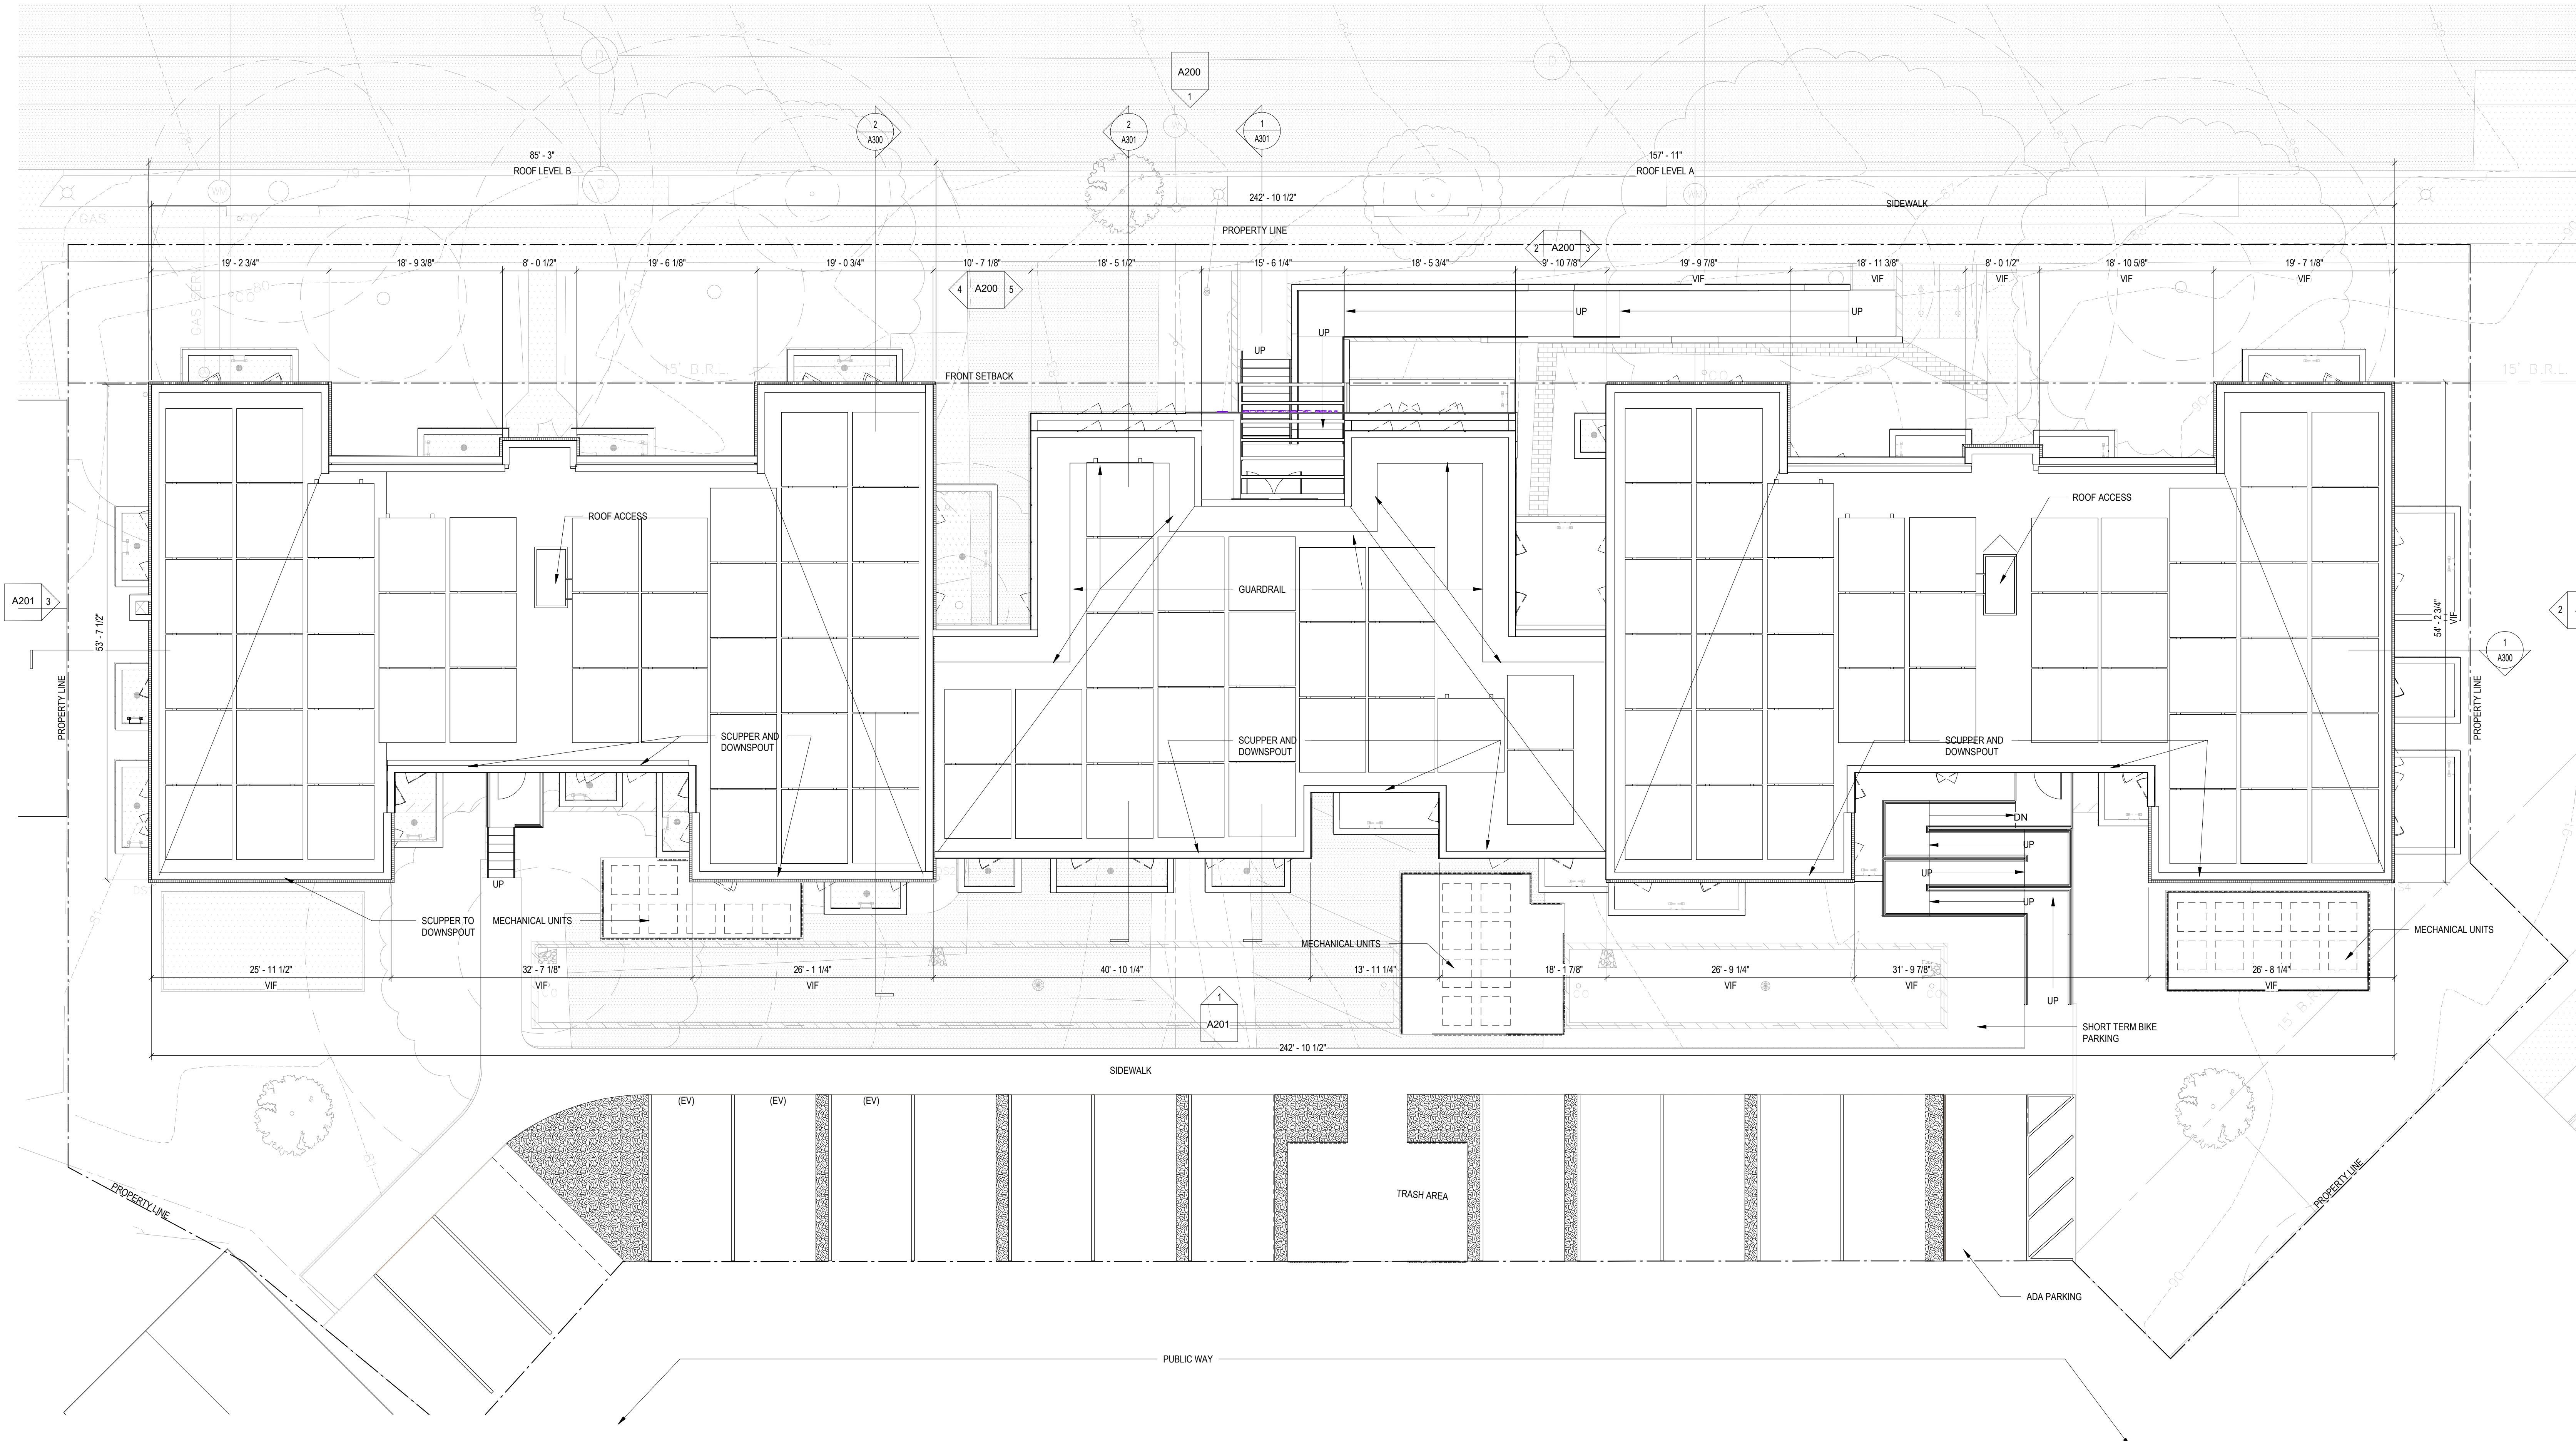 A200
1
2
A300
2
A301
1
A301
85' - 3"
ROOF LEVEL B
157' - 11"
ROOF LEVEL A
242' - 10 1/2"
SIDEWALK
PROPERTY LINE
2 A200 3
19' - 2 3/4"
18' - 9 3/8"
8' - 0 1/2"
19' - 6 1/8"
19' - 0 3/4"
10' - 7 1/8"
18' - 5 1/2"
15' - 6 1/4"
18' - 5 3/4"
9' - 10 7/8"
19' - 9 7/8"
VIF
18' - 11 3/8"
VIF
8' - 0 1/2"
VIF
18' - 10 5/8"
VIF
19' - 7 1/8"
VIF
4 A200 5
UP
UP
UP
UP
15' B.R.L.
FRONT SETBACK
15' B.R.L.
ROOF ACCESS
ROOF ACCESS
GUARDRAIL
A201 3
2
53' - 7 1/2"
54' - 2 3/4"
VIF
1
A300
PROPERTY LINE
PROPERTY LINE
SCUPPER AND
DOWNSPOUT
SCUPPER AND
DOWNSPOUT
SCUPPER AND
DOWNSPOUT
DN
UP
UP
UP
UP
UP
SCUPPER TO
DOWNSPOUT
MECHANICAL UNITS
MECHANICAL UNITS
MECHANICAL UNITS
25' - 11 1/2"
VIF
32' - 7 1/8"
VIF
26' - 1 1/4"
VIF
40' - 10 1/4"
13' - 11 1/4"
18' - 1 7/8"
26' - 9 1/4"
VIF
31' - 9 7/8"
VIF
26' - 8 1/4"
VIF
1
A201
SHORT TERM BIKE
PARKING
15' B.R.L.
242' - 10 1/2"
SIDEWALK
(EV)
(EV)
(EV)
TRASH AREA
PROPERTY LINE
PROPERTY LINE
ADA PARKING
PUBLIC WAY